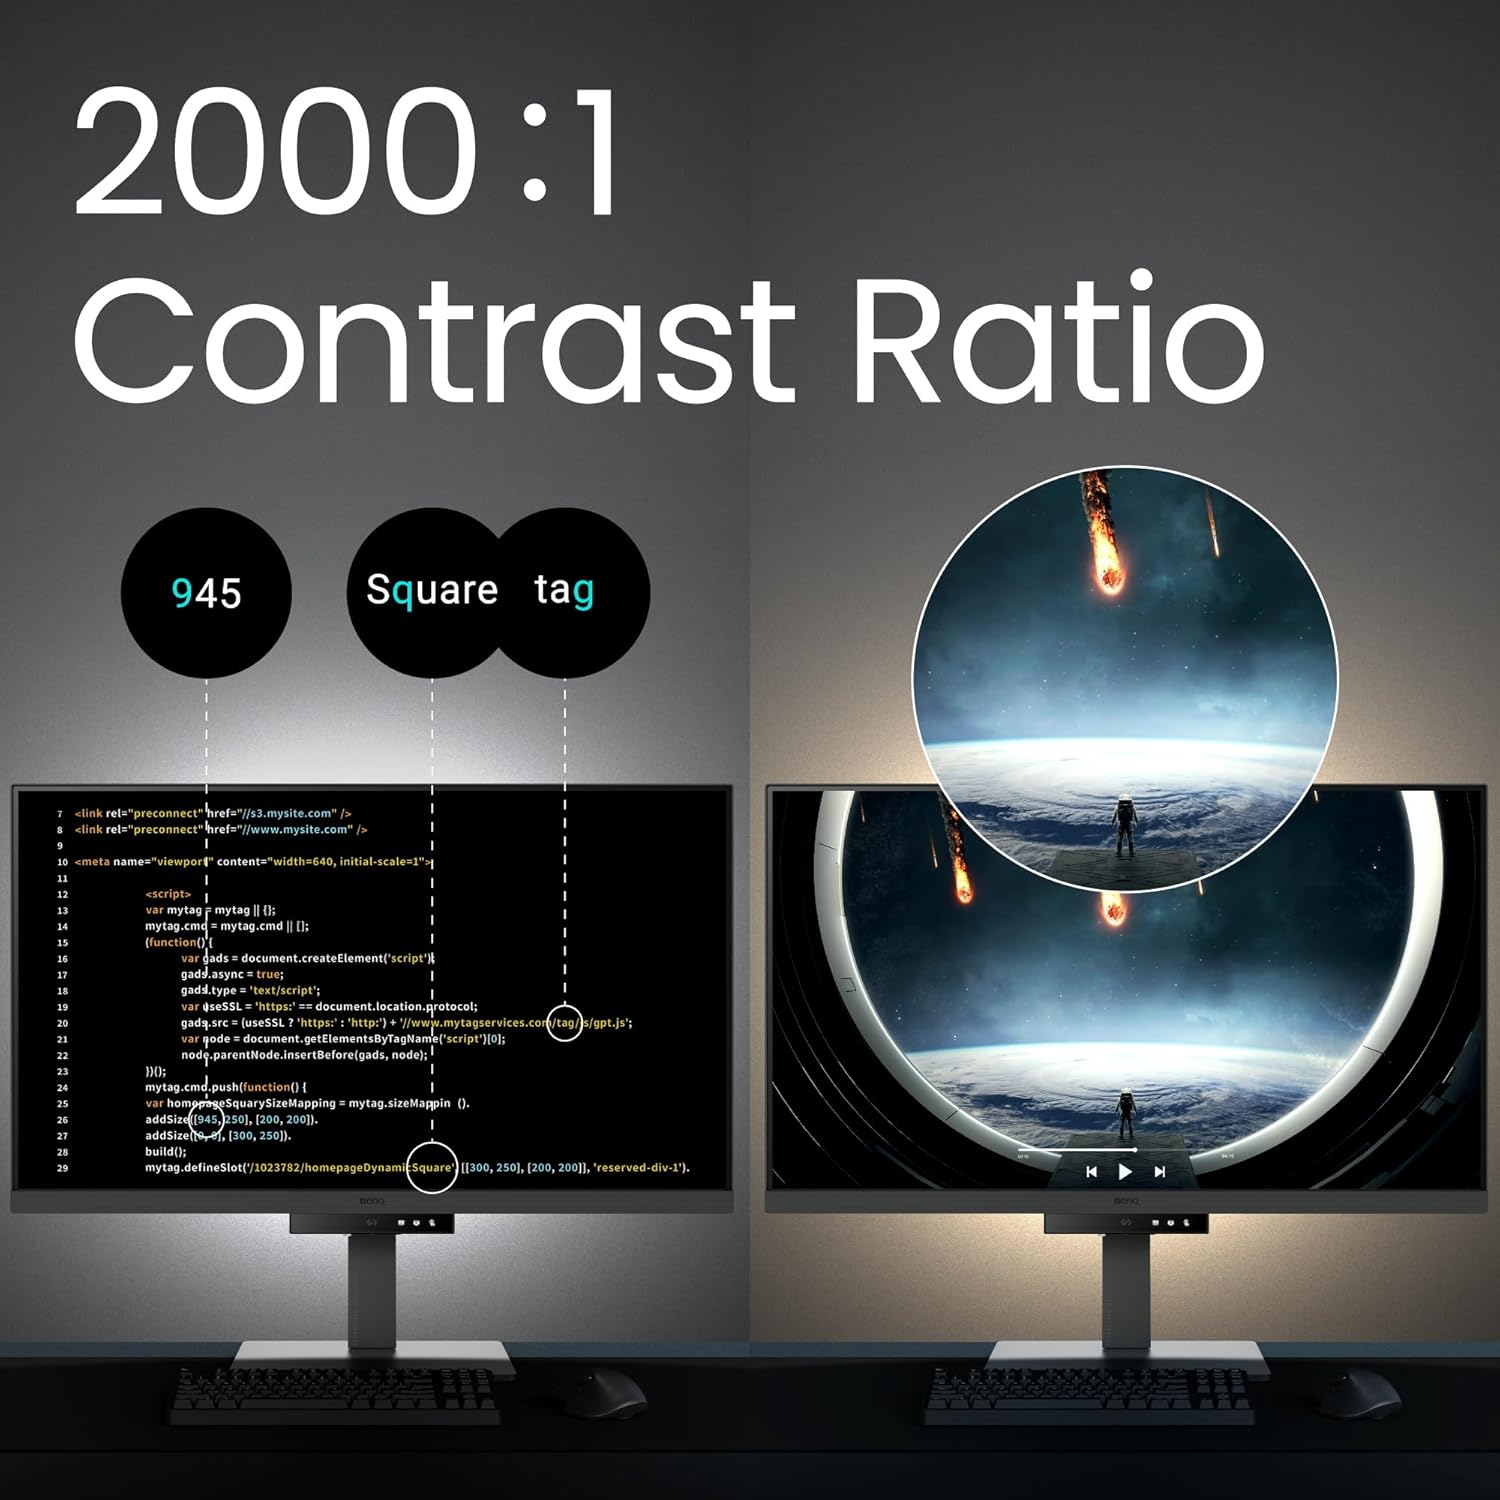 2000 :1
Contrast Ratio
945
Square
tag
7 <link rel="preconnect" href="//s3.mysite.com" />
8 <link rel="preconnect" href="//www.mysite.com" />
9
10 <meta name="viewport" content="width=640, initial-scale=1">
11
12 <script>
13 var mytag = mytag || {};
14 mytag.cmd = mytag.cmd || [];
15 (function() {
16 var gads = document.createElement('script');
17 gads.async = true;
18 gads.type = 'text/script';
19 var useSSL = 'https:' == document.location.protocol;
20 gads.src = (useSSL ? 'https:' : 'http:') + '//www.mytagservices.com/tag/js/gpt.js';
21 var node = document.getElementsByTagName('script')[0];
22 node.parentNode.insertBefore(gads, node);
23 })();
24 mytag.cmd.push(function() {
25 var homepageSquarySizeMapping = mytag.sizeMappin ().
26 addSize([945, 250], [200, 200]).
27 addSize([0, 0], [300, 250]).
28 build();
29 mytag.defineSlot('/1023782/homepageDynamicSquare', [[300, 250], [200, 200]], 'reserved-div-1').
BenQ
BenQ